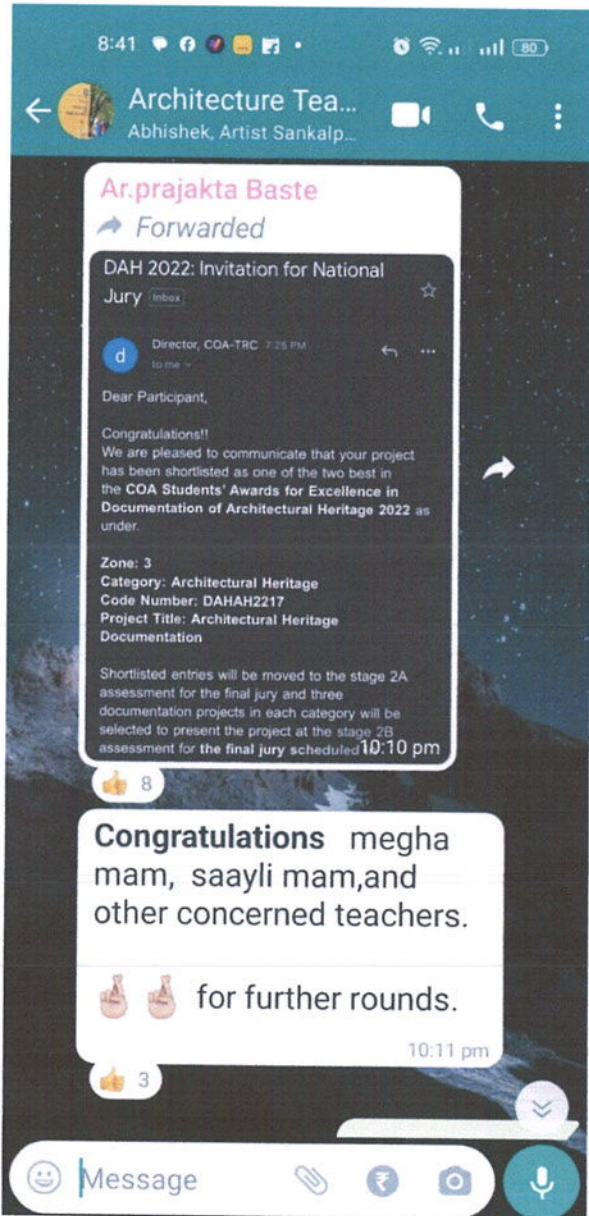 8:41
80
Architecture Tea...
Abhishek, Artist Sankalp...
Ar.prajakta Baste
Forwarded
DAH 2022: Invitation for National
Jury Inbox
d
Director, COA-TRC 7:25 PM
to me
Dear Participant,
Congratulations!!
We are pleased to communicate that your project
has been shortlisted as one of the two best in
the COA Students' Awards for Excellence in
Documentation of Architectural Heritage 2022 as
under.
Zone: 3
Category: Architectural Heritage
Code Number: DAHAH2217
Project Title: Architectural Heritage
Documentation
Shortlisted entries will be moved to the stage 2A
assessment for the final jury and three
documentation projects in each category will be
selected to present the project at the stage 2B
assessment for the final jury scheduled 10:10 pm
👍 8
Congratulations megha
mam, saayli mam,and
other concerned teachers.
🤞🤞 for further rounds.
10:11 pm
👍 3
Message
₹